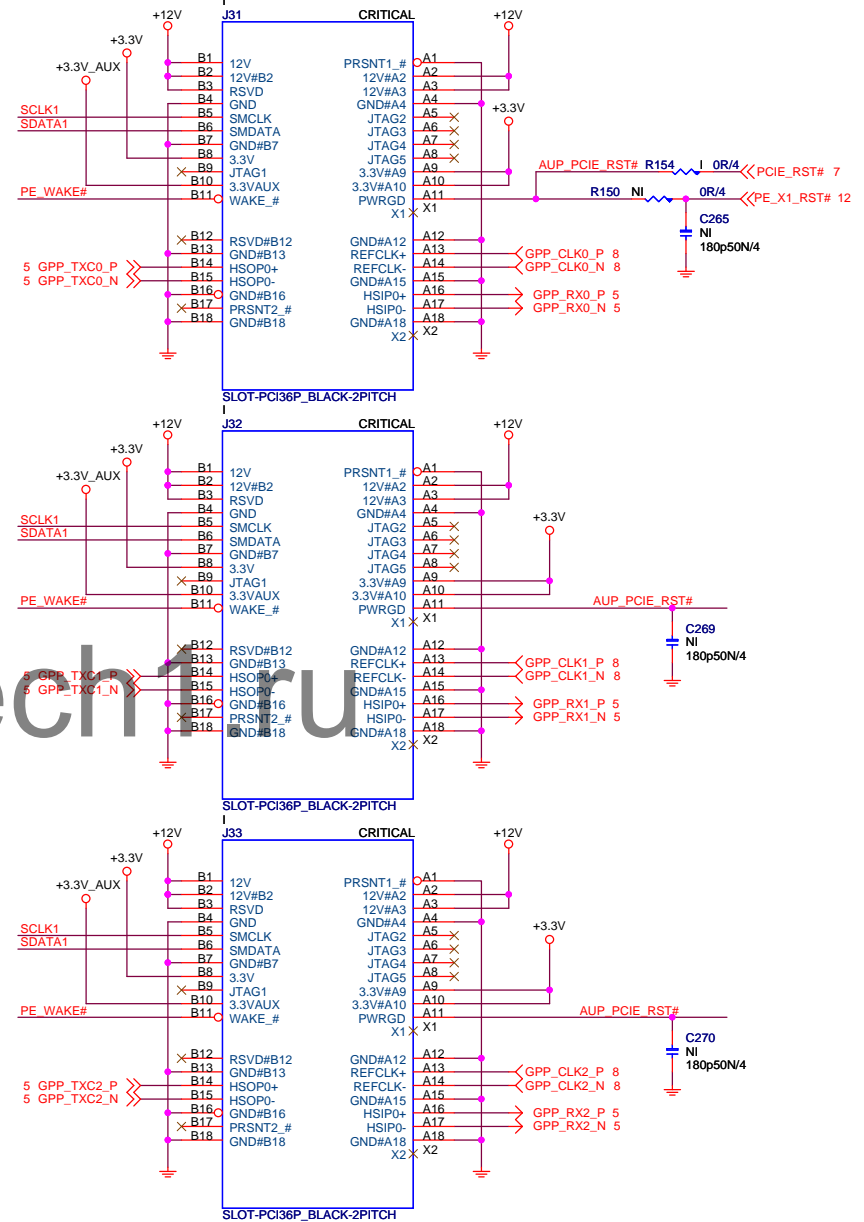 I
J31 CRITICAL
+12V +12V
+3.3V
+3.3V_AUX
B1 12V PRSNT1_# A1
B2 12V#B2 12V#A2 A2
B3 RSVD 12V#A3 A3
B4 GND GND#A4 A4
+3.3V
SCLK1 B5 SMCLK JTAG2 A5
SDATA1 B6 SMDATA JTAG3 A6
B7 GND#B7 JTAG4 A7
B8 3.3V JTAG5 A8
B9 JTAG1 3.3V#A9 A9
B10 3.3VAUX 3.3V#A10 A10
PE_WAKE# B11 WAKE_# PWRGD A11
X1 X1
AUP_PCIE_RST# R154 I 0R/4 PCIE_RST# 7
R150 NI 0R/4 PE_X1_RST# 12
C265
NI
180p50N/4
B12 RSVD#B12 GND#A12 A12
B13 GND#B13 REFCLK+ A13 GPP_CLK0_P 8
5 GPP_TXC0_P B14 HSOP0+ REFCLK- A14 GPP_CLK0_N 8
5 GPP_TXC0_N B15 HSOP0- GND#A15 A15
B16 GND#B16 HSIP0+ A16 GPP_RX0_P 5
B17 PRSNT2_# HSIP0- A17 GPP_RX0_N 5
B18 GND#B18 GND#A18 A18
X2 X2
SLOT-PCI36P_BLACK-2PITCH
I
J32 CRITICAL
+12V +12V
+3.3V
+3.3V_AUX
B1 12V PRSNT1_# A1
B2 12V#B2 12V#A2 A2
B3 RSVD 12V#A3 A3
B4 GND GND#A4 A4
+3.3V
SCLK1 B5 SMCLK JTAG2 A5
SDATA1 B6 SMDATA JTAG3 A6
B7 GND#B7 JTAG4 A7
B8 3.3V JTAG5 A8
B9 JTAG1 3.3V#A9 A9
B10 3.3VAUX 3.3V#A10 A10
PE_WAKE# B11 WAKE_# PWRGD A11 AUP_PCIE_RST#
X1 X1
C269
NI
180p50N/4
B12 RSVD#B12 GND#A12 A12
B13 GND#B13 REFCLK+ A13 GPP_CLK1_P 8
5 GPP_TXC1_P B14 HSOP0+ REFCLK- A14 GPP_CLK1_N 8
5 GPP_TXC1_N B15 HSOP0- GND#A15 A15
B16 GND#B16 HSIP0+ A16 GPP_RX1_P 5
B17 PRSNT2_# HSIP0- A17 GPP_RX1_N 5
B18 GND#B18 GND#A18 A18
X2 X2
ech1.ru
SLOT-PCI36P_BLACK-2PITCH
I
J33 CRITICAL
+12V +12V
+3.3V
+3.3V_AUX
B1 12V PRSNT1_# A1
B2 12V#B2 12V#A2 A2
B3 RSVD 12V#A3 A3
B4 GND GND#A4 A4
+3.3V
SCLK1 B5 SMCLK JTAG2 A5
SDATA1 B6 SMDATA JTAG3 A6
B7 GND#B7 JTAG4 A7
B8 3.3V JTAG5 A8
B9 JTAG1 3.3V#A9 A9
B10 3.3VAUX 3.3V#A10 A10
PE_WAKE# B11 WAKE_# PWRGD A11 AUP_PCIE_RST#
X1 X1
C270
NI
180p50N/4
B12 RSVD#B12 GND#A12 A12
B13 GND#B13 REFCLK+ A13 GPP_CLK2_P 8
5 GPP_TXC2_P B14 HSOP0+ REFCLK- A14 GPP_CLK2_N 8
5 GPP_TXC2_N B15 HSOP0- GND#A15 A15
B16 GND#B16 HSIP0+ A16 GPP_RX2_P 5
B17 PRSNT2_# HSIP0- A17 GPP_RX2_N 5
B18 GND#B18 GND#A18 A18
X2 X2
SLOT-PCI36P_BLACK-2PITCH